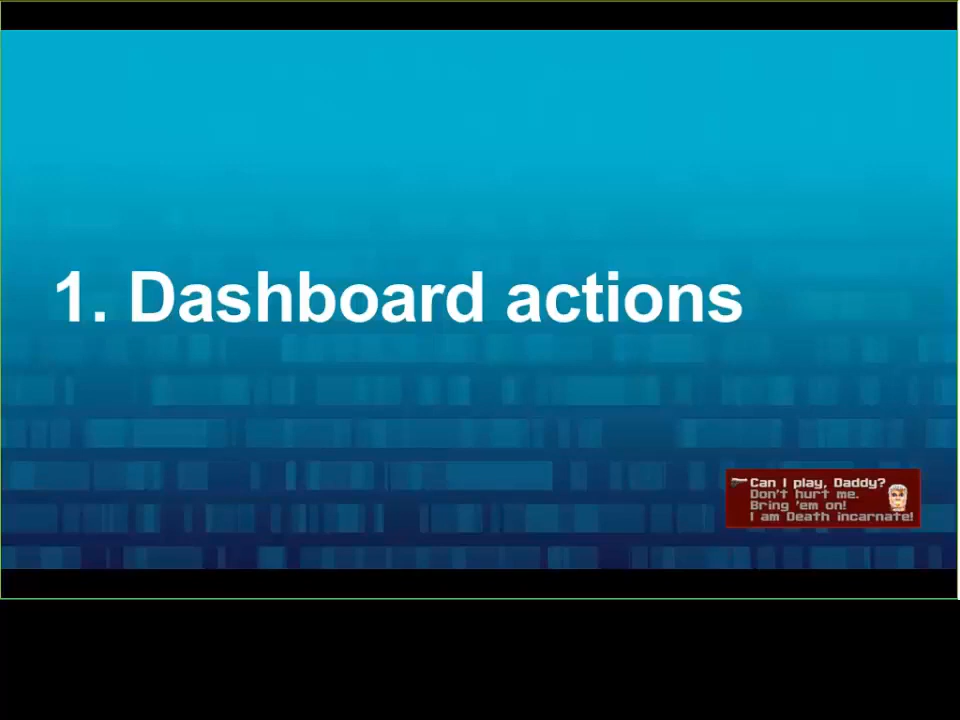 1. Dashboard actions
Can I play, Daddy?
Don't hurt me.
Bring 'em on!
I am Death incarnate!